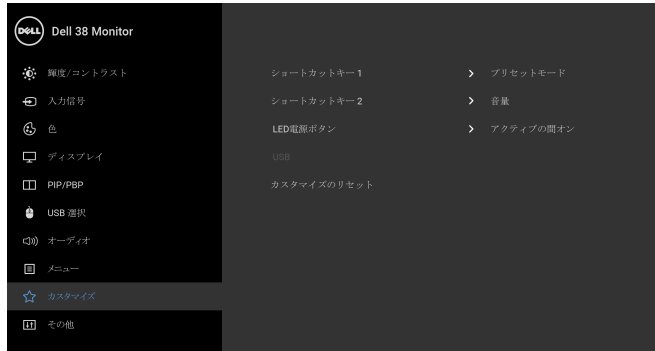 DELL Dell 38 Monitor
輝度/コントラスト
入力信号
色
ディスプレイ
PIP/PBP
USB 選択
オーディオ
メニュー
カスタマイズ
その他
ショートカットキー 1 プリセットモード
ショートカットキー 2 音量
LED電源ボタン アクティブの間オン
USB
カスタマイズのリセット